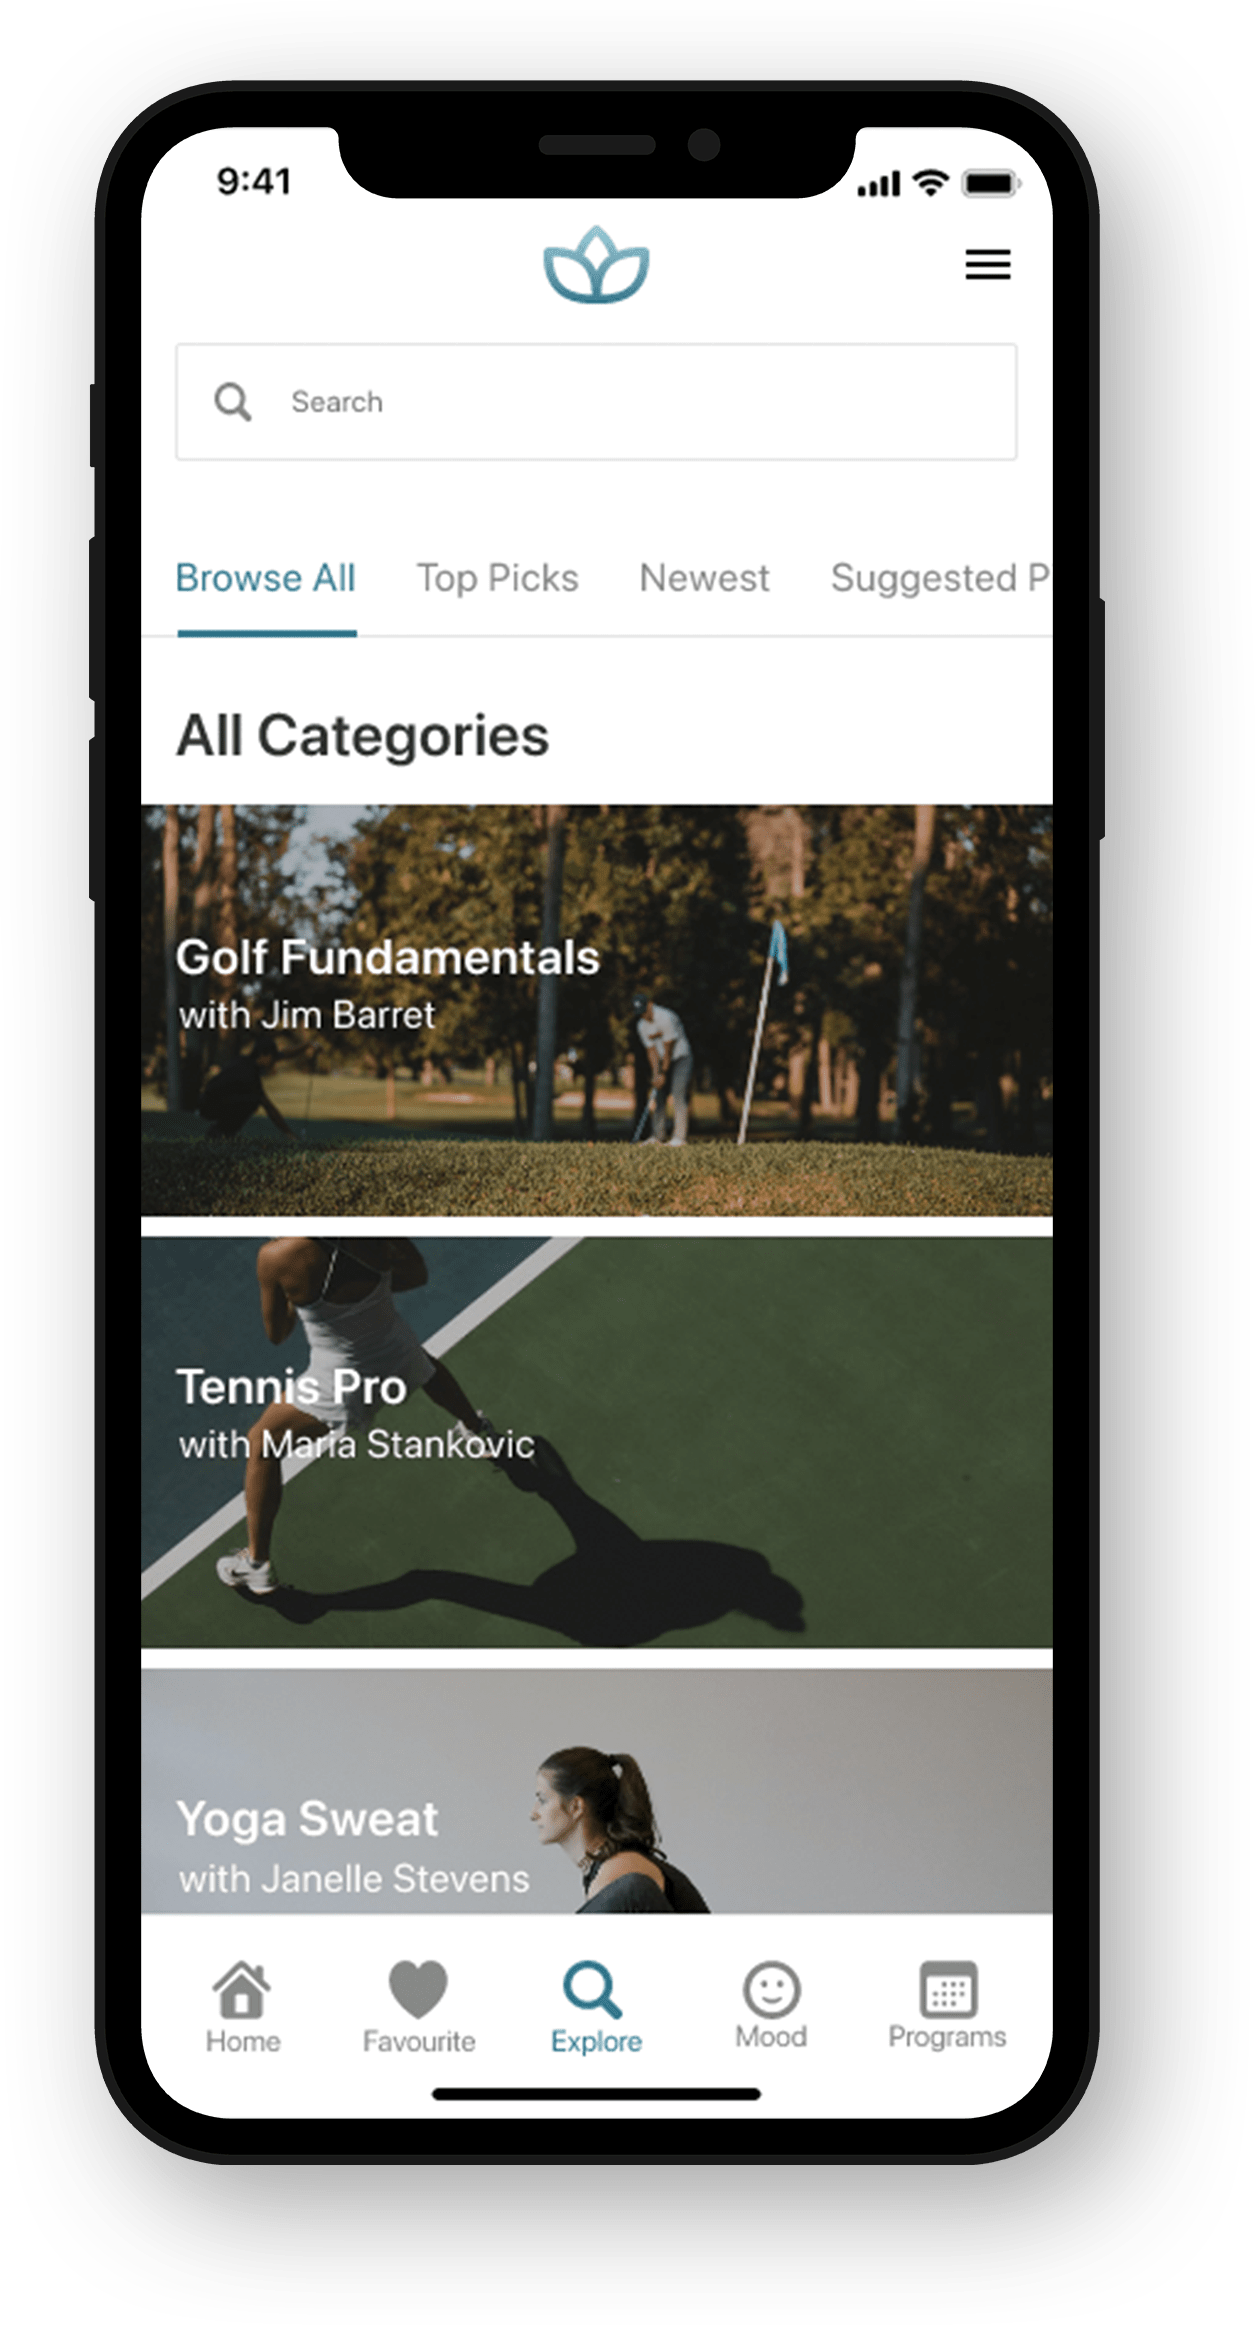 9:41
Search
Browse All Top Picks Newest Suggested P
All Categories
Golf Fundamentals
with Jim Barret
Tennis Pro
with Maria Stankovic
Yoga Sweat
with Janelle Stevens
Home Favourite Explore Mood Programs